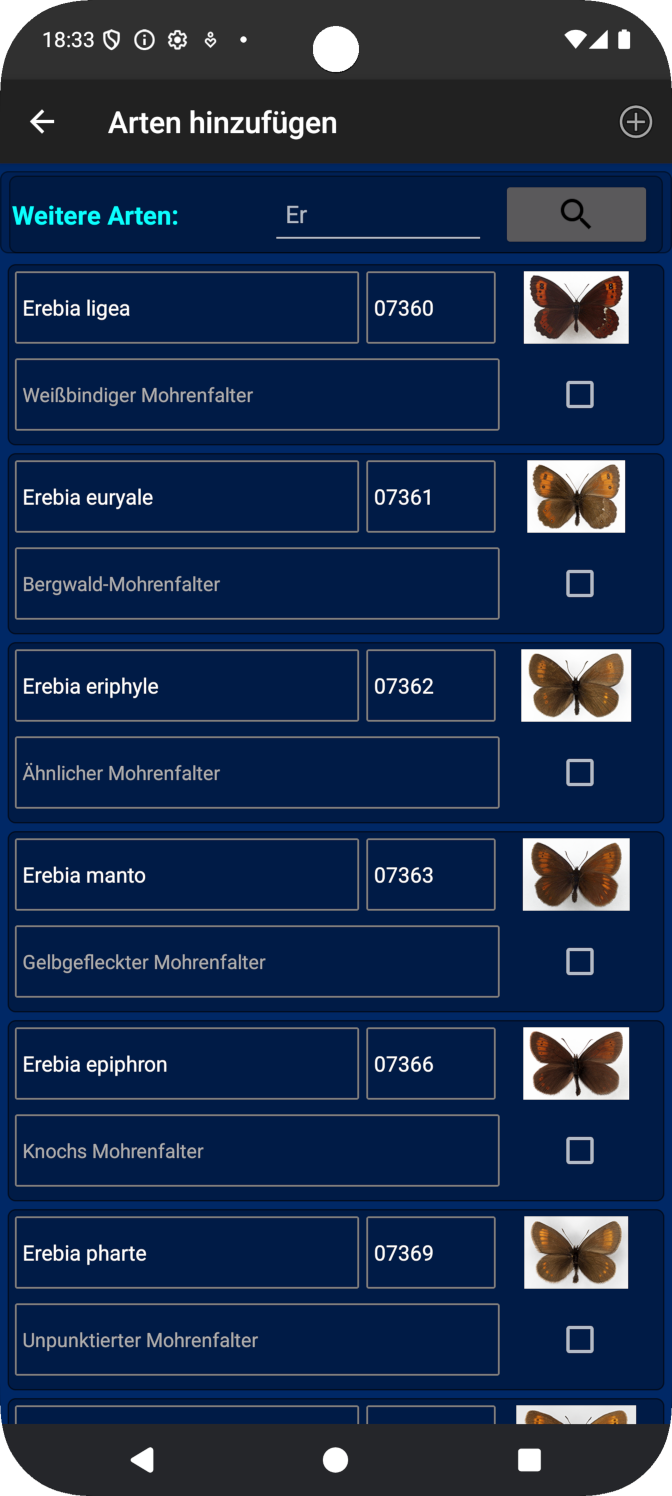 18:33
Arten hinzufügen
Weitere Arten:
Er
Erebia ligea
07360
Weißbindiger Mohrenfalter
Erebia euryale
07361
Bergwald-Mohrenfalter
Erebia eriphyle
07362
Ähnlicher Mohrenfalter
Erebia manto
07363
Gelbgefleckter Mohrenfalter
Erebia epiphron
07366
Knochs Mohrenfalter
Erebia pharte
07369
Unpunktierter Mohrenfalter